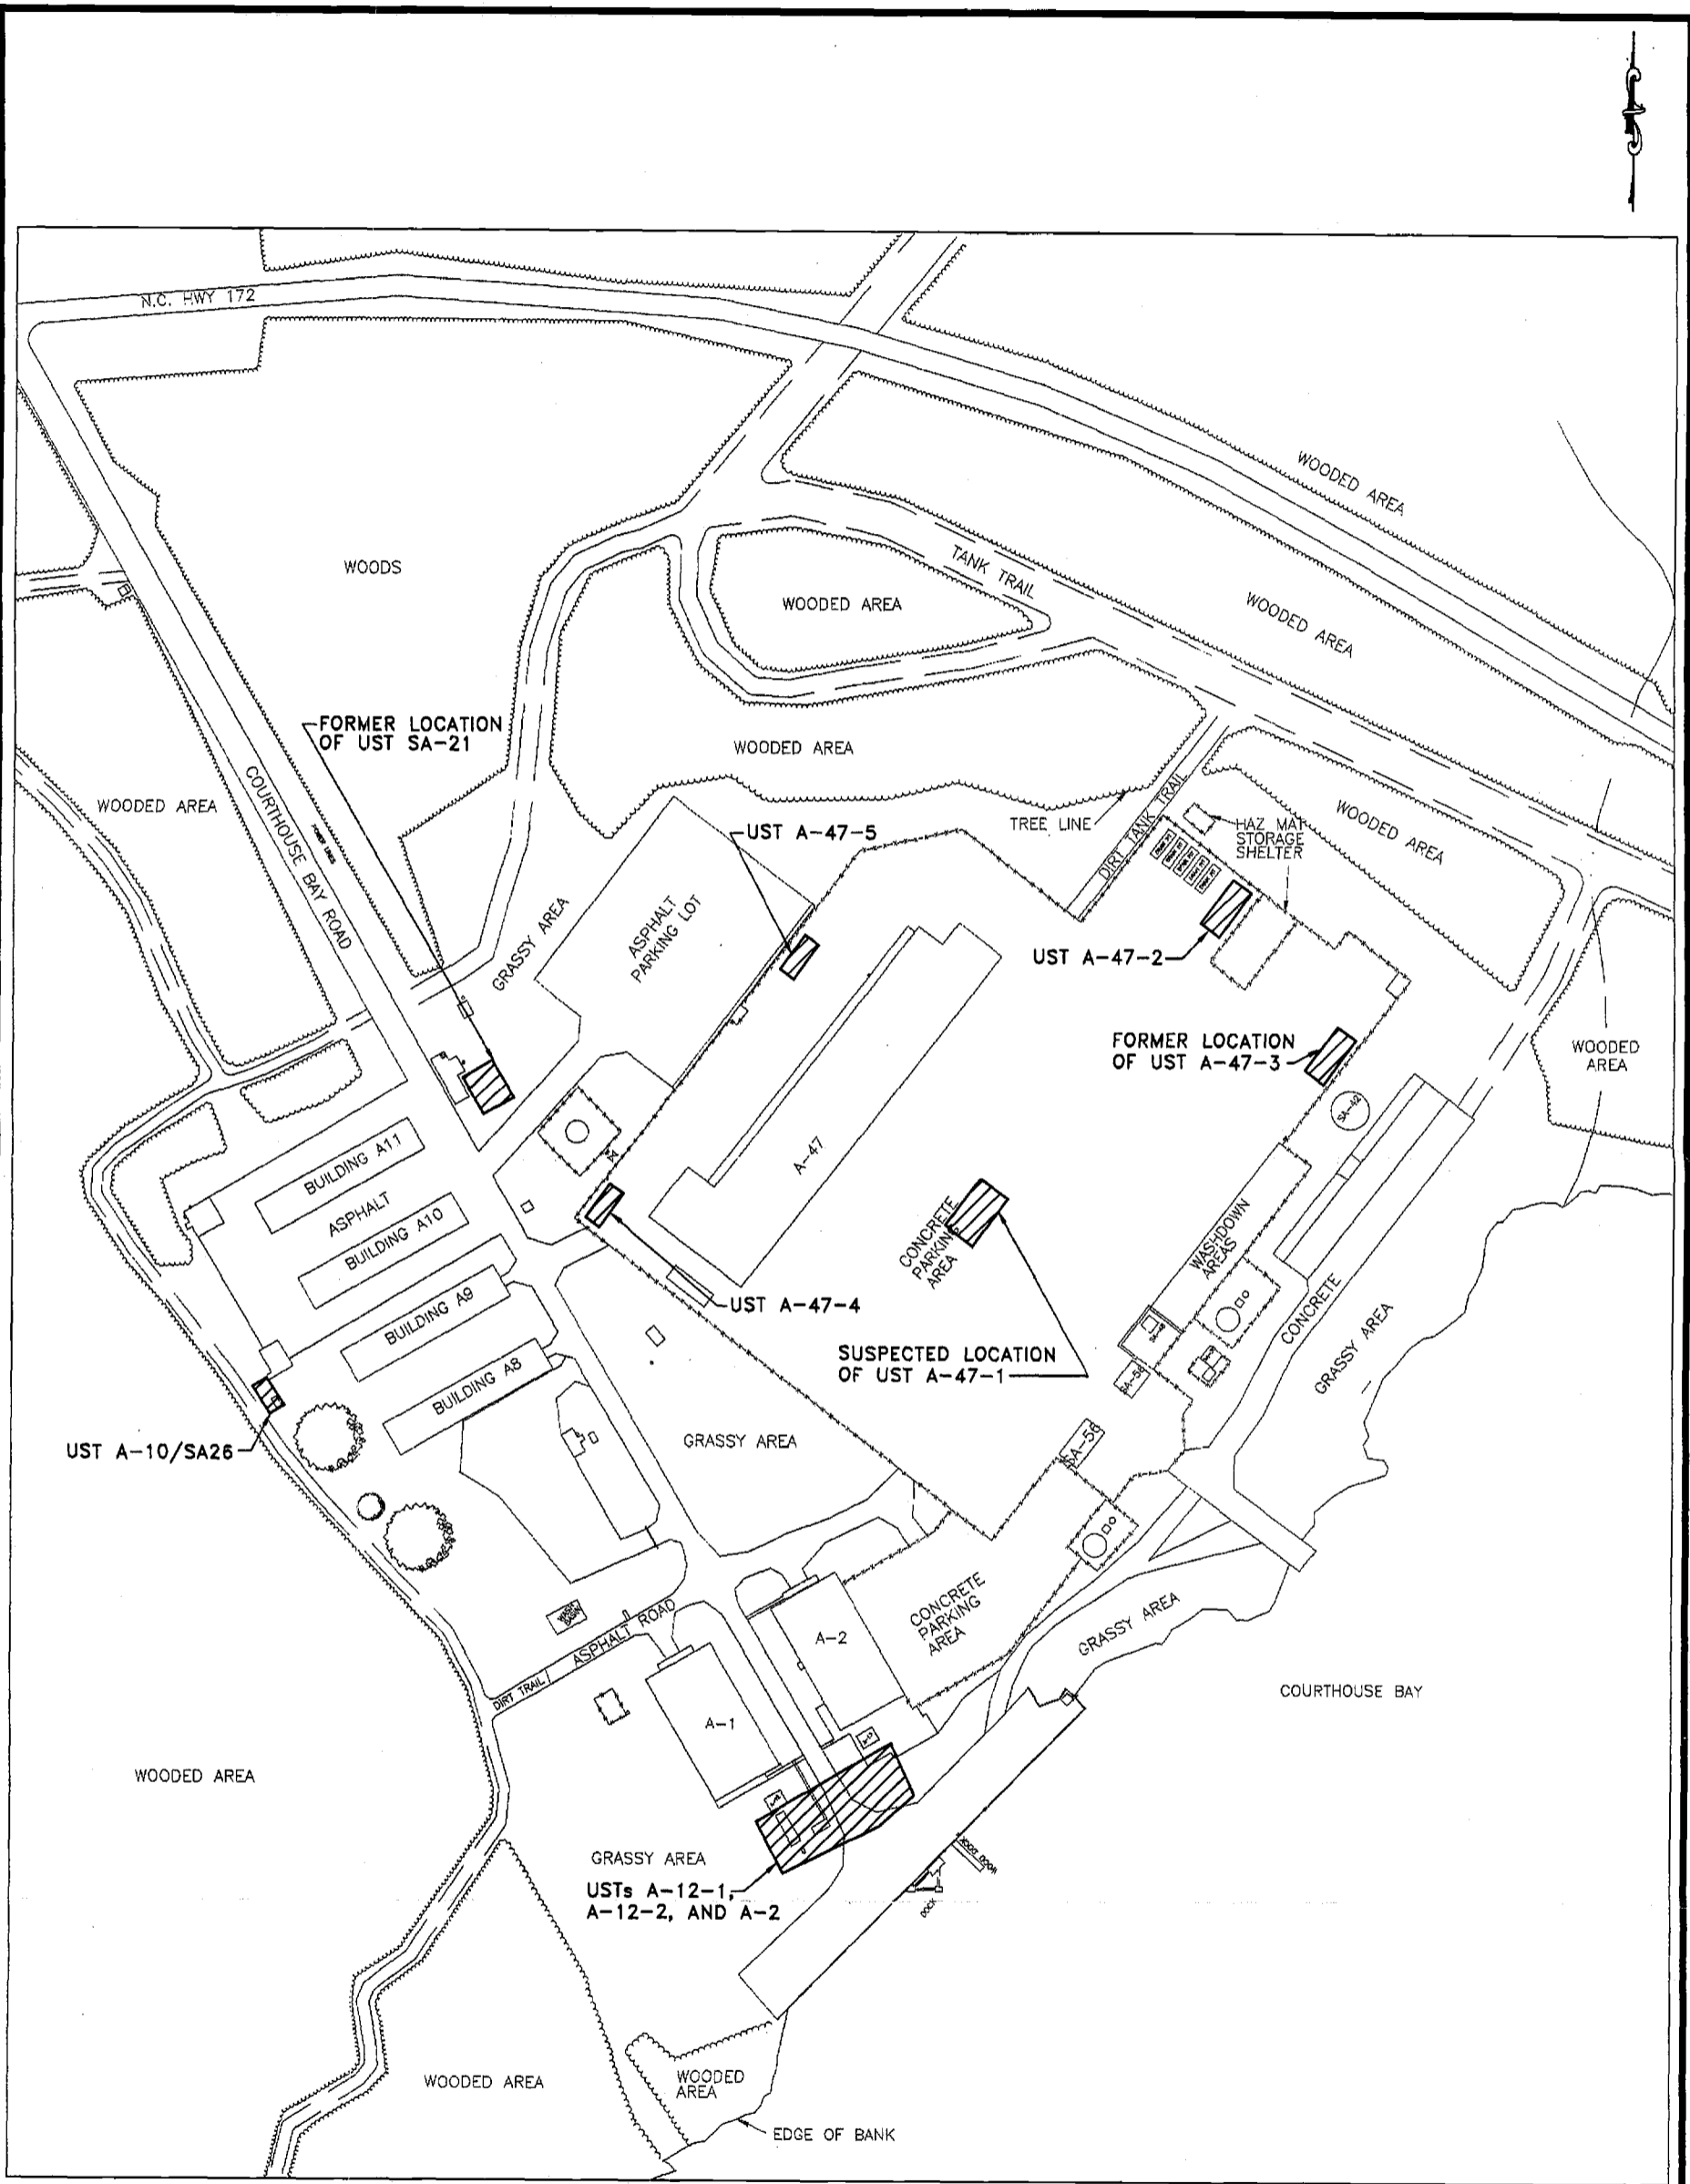 N.C. HWY 172
WOODED AREA
WOODS
TANK TRAIL
WOODED AREA
WOODED AREA
FORMER LOCATION
OF UST SA-21
WOODED AREA
COURTHOUSE BAY ROAD
POWER LINES
WOODED AREA
UST A-47-5
TREE LINE
DIRT TANK TRAIL
HAZ MAT
STORAGE
SHELTER
WOODED AREA
GRASSY AREA
ASPHALT
PARKING LOT
UST A-47-2
FORMER LOCATION
OF UST A-47-3
WOODED
AREA
SA-42
BUILDING A11
ASPHALT
BUILDING A10
BUILDING A9
BUILDING A8
A-47
CONCRETE
PARKING
AREA
WASHDOWN
AREAS
CONCRETE
GRASSY AREA
UST A-47-4
SUSPECTED LOCATION
OF UST A-47-1
UST A-10/SA26
GRASSY AREA
SA-56
CONCRETE
PARKING
AREA
GRASSY AREA
ASPHALT ROAD
DIRT TRAIL
A-2
A-1
COURTHOUSE BAY
WOODED AREA
GRASSY AREA
USTs A-12-1,
A-12-2, AND A-2
DOCK
WOODED AREA
WOODED
AREA
EDGE OF BANK